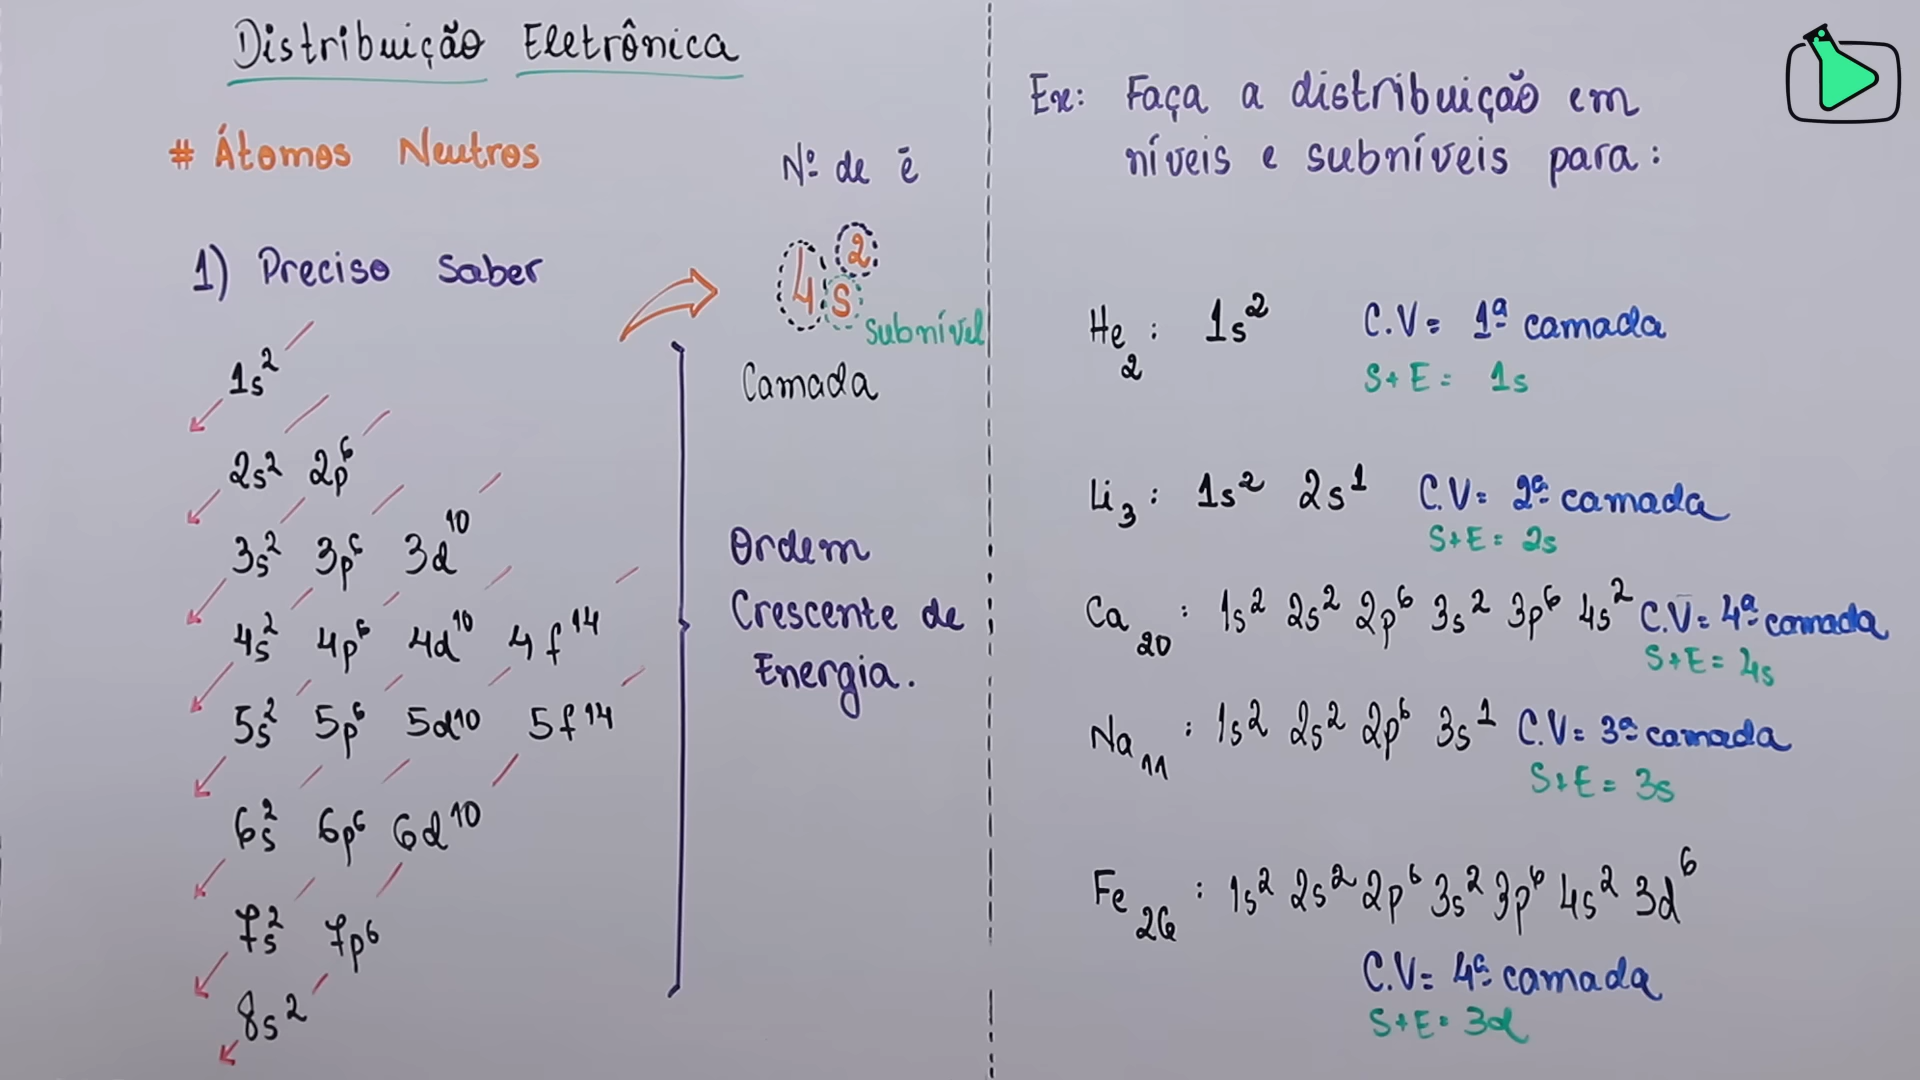 Distribuição Eletrônica
# Átomos Neutros
1) Preciso Saber
1s²
2s² 2p⁶
3s² 3p⁶ 3d¹⁰
4s² 4p⁶ 4d¹⁰ 4f¹⁴
5s² 5p⁶ 5d¹⁰ 5f¹⁴
6s² 6p⁶ 6d¹⁰
7s² 7p⁶
8s²
Nº de ē
4s²
Subnível
Camada
Ordem
Crescente de
Energia.
Ex: Faça a distribuição em
níveis e subníveis para:
He₂ : 1s² C.V = 1ª camada
S+E = 1s
Li₃ : 1s² 2s¹ C.V = 2ª camada
S+E = 2s
Ca₂₀ : 1s² 2s² 2p⁶ 3s² 3p⁶ 4s² C.V = 4ª camada
S+E = 4s
Na₁₁ : 1s² 2s² 2p⁶ 3s¹ C.V = 3ª camada
S+E = 3s
Fe₂₆ : 1s² 2s² 2p⁶ 3s² 3p⁶ 4s² 3d⁶
C.V = 4ª camada
S+E = 3d